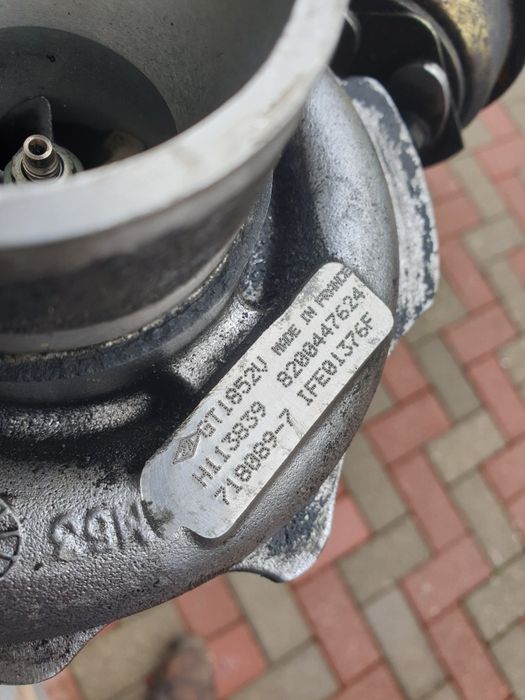 GT1852V MADE IN FRANCE
H113839 8200447624
718089-7 IFE01376F